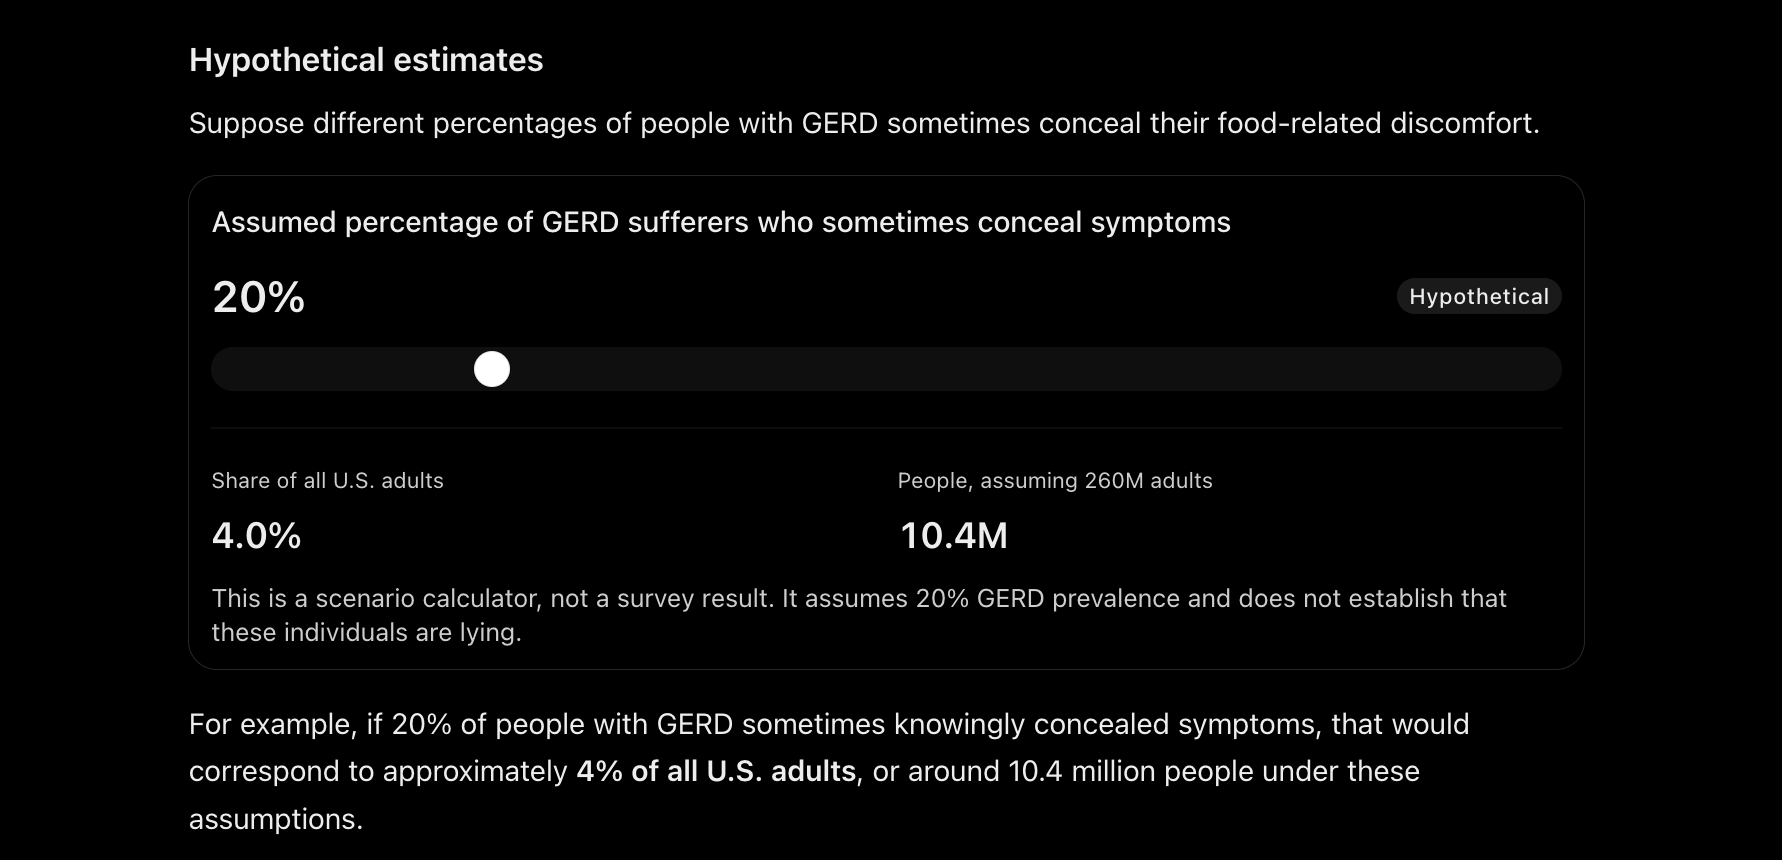 Hypothetical estimates
Suppose different percentages of people with GERD sometimes conceal their food-related discomfort.
Assumed percentage of GERD sufferers who sometimes conceal symptoms
20%
Hypothetical
Share of all U.S. adults
People, assuming 260M adults
4.0%
10.4M
This is a scenario calculator, not a survey result. It assumes 20% GERD prevalence and does not establish that
these individuals are lying.
For example, if 20% of people with GERD sometimes knowingly concealed symptoms, that would
correspond to approximately 4% of all U.S. adults, or around 10.4 million people under these
assumptions.